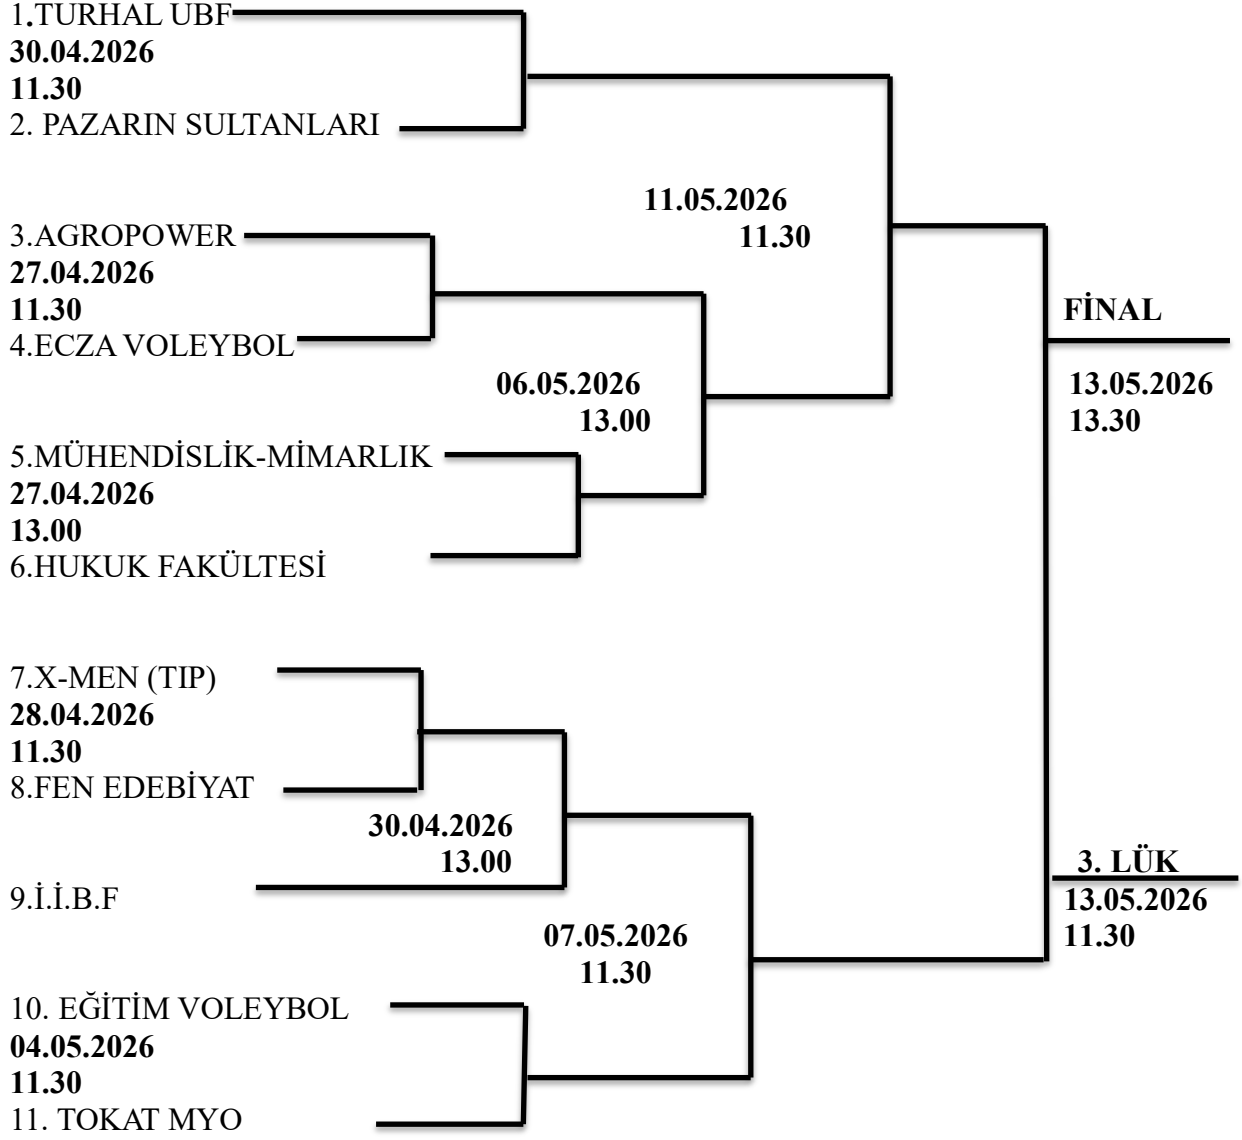 1.TURHAL UBF
30.04.2026
11.30
2. PAZARIN SULTANLARI
11.05.2026
11.30
3.AGROPOWER
27.04.2026
11.30
4.ECZA VOLEYBOL
FİNAL
06.05.2026
13.00
13.05.2026
13.30
5.MÜHENDİSLİK-MİMARLIK
27.04.2026
13.00
6.HUKUK FAKÜLTESİ
7.X-MEN (TIP)
28.04.2026
11.30
8.FEN EDEBİYAT
30.04.2026
13.00
9.İ.İ.B.F
3. LÜK
13.05.2026
11.30
07.05.2026
11.30
10. EĞİTİM VOLEYBOL
04.05.2026
11.30
11. TOKAT MYO